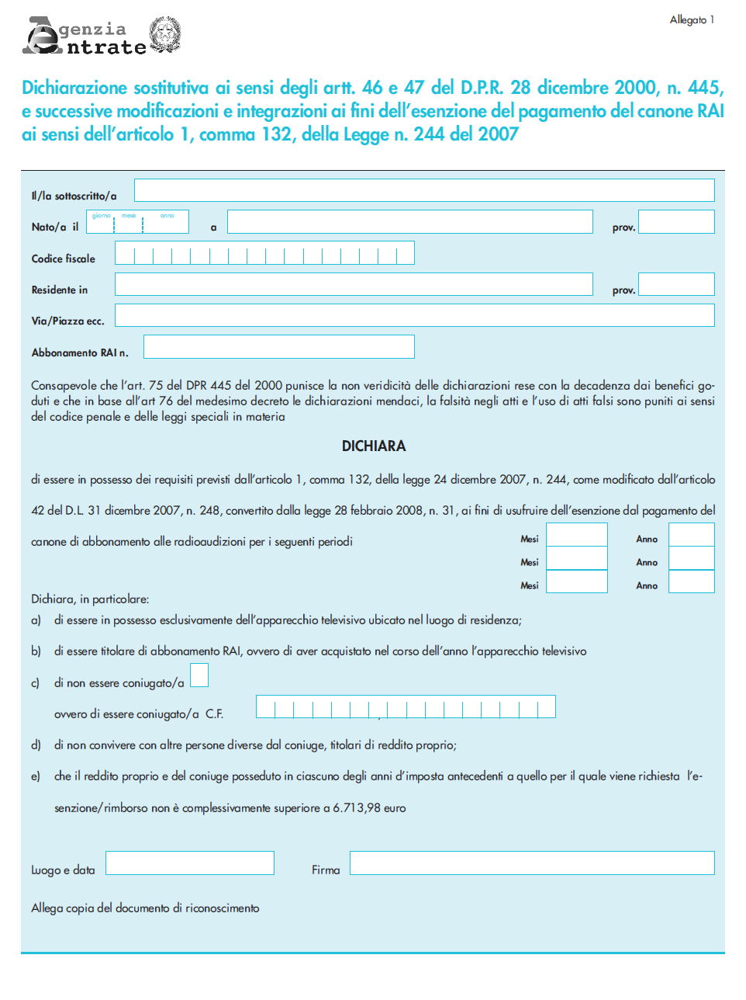 Agenzia
Entrate
Allegato 1
Dichiarazione sostitutiva ai sensi degli artt. 46 e 47 del D.P.R. 28 dicembre 2000, n. 445,
e successive modificazioni e integrazioni ai fini dell'esenzione del pagamento del canone RAI
ai sensi dell'articolo 1, comma 132, della Legge n. 244 del 2007
Il/la sottoscritto/a
giorno mese anno
Nato/a il a prov.
Codice fiscale
Residente in prov.
Via/Piazza ecc.
Abbonamento RAI n.
Consapevole che l'art. 75 del DPR 445 del 2000 punisce la non veridicità delle dichiarazioni rese con la decadenza dai benefici go-
duti e che in base all'art 76 del medesimo decreto le dichiarazioni mendaci, la falsità negli atti e l'uso di atti falsi sono puniti ai sensi
del codice penale e delle leggi speciali in materia
DICHIARA
di essere in possesso dei requisiti previsti dall'articolo 1, comma 132, della legge 24 dicembre 2007, n. 244, come modificato dall'articolo
42 del D.L. 31 dicembre 2007, n. 248, convertito dalla legge 28 febbraio 2008, n. 31, ai fini di usufruire dell'esenzione dal pagamento del
canone di abbonamento alle radioaudizioni per i seguenti periodi Mesi Anno
Mesi Anno
Mesi Anno
Dichiara, in particolare:
a) di essere in possesso esclusivamente dell'apparecchio televisivo ubicato nel luogo di residenza;
b) di essere titolare di abbonamento RAI, ovvero di aver acquistato nel corso dell'anno l'apparecchio televisivo
c) di non essere coniugato/a
ovvero di essere coniugato/a C.F. ,
d) di non convivere con altre persone diverse dal coniuge, titolari di reddito proprio;
e) che il reddito proprio e del coniuge posseduto in ciascuno degli anni d'imposta antecedenti a quello per il quale viene richiesta l'e-
senzione/rimborso non è complessivamente superiore a 6.713,98 euro
Luogo e data Firma
Allega copia del documento di riconoscimento